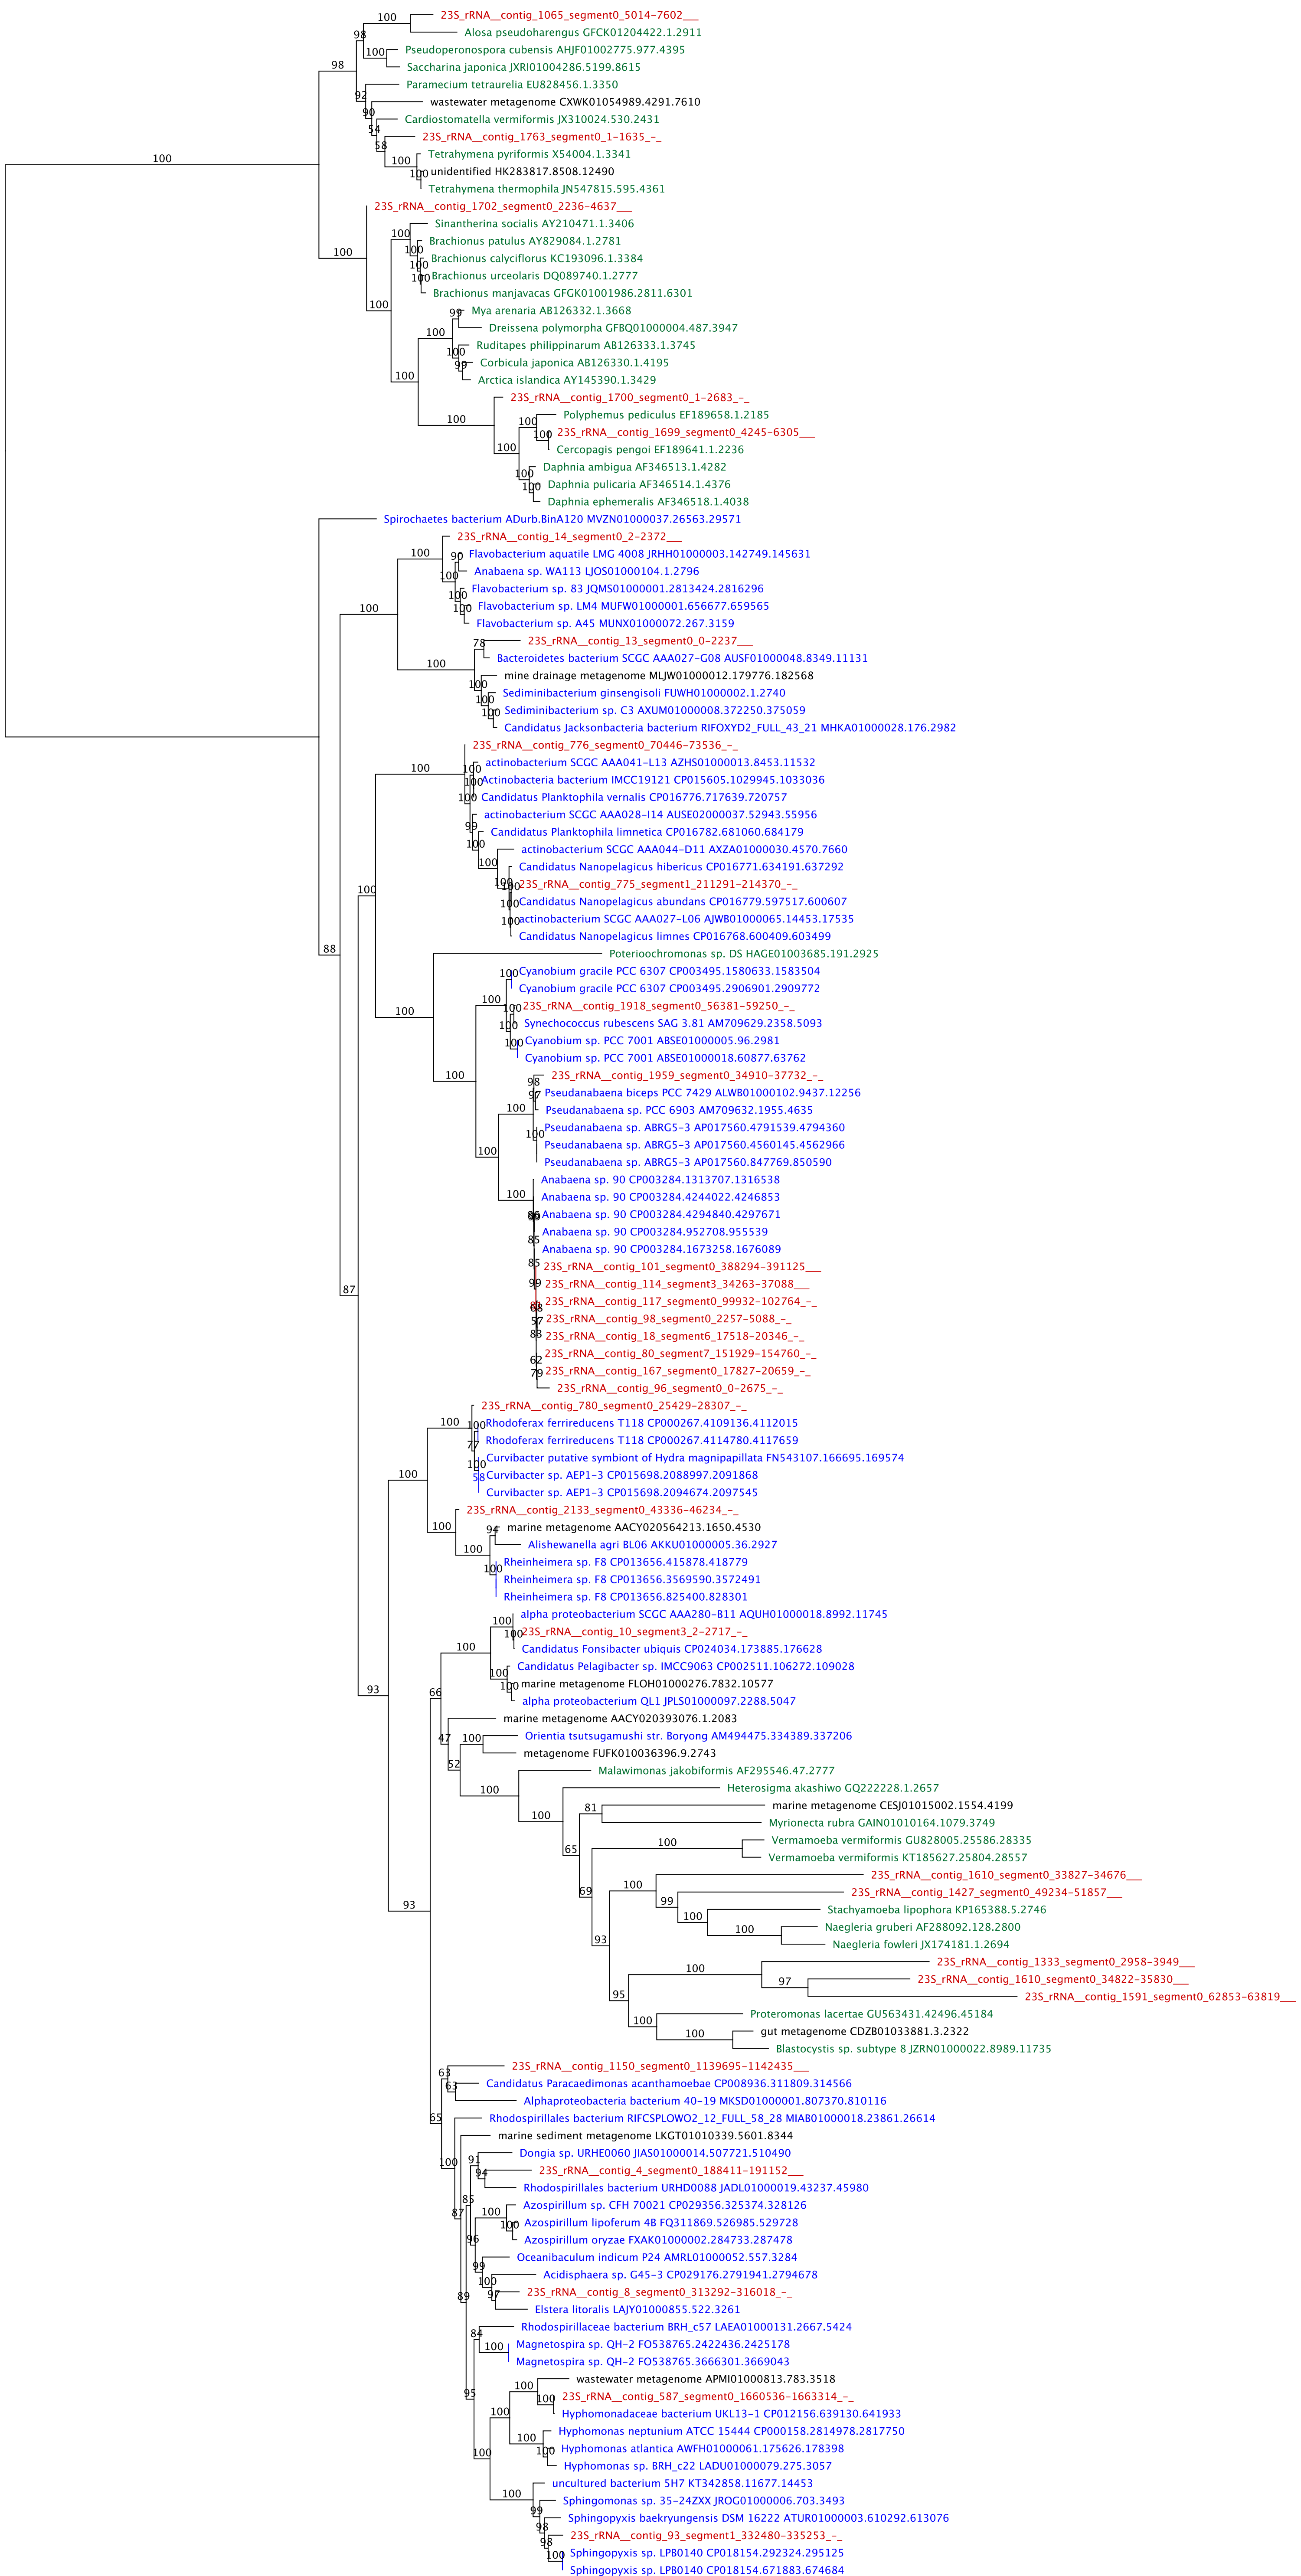 23S_rRNA__contig_1065_segment0_5014-7602___
Alosa pseudoharengus GFCK01204422.1.2911
Pseudoperonospora cubensis AHJF01002775.977.4395
Saccharina japonica JXRI01004286.5199.8615
Paramecium tetraurelia EU828456.1.3350
wastewater metagenome CXWK01054989.4291.7610
Cardiostomatella vermiformis JX310024.530.2431
23S_rRNA__contig_1763_segment0_1-1635_-_
Tetrahymena pyriformis X54004.1.3341
unidentified HK283817.8508.12490
Tetrahymena thermophila JN547815.595.4361
23S_rRNA__contig_1702_segment0_2236-4637___
Sinantherina socialis AY210471.1.3406
Brachionus patulus AY829084.1.2781
Brachionus calyciflorus KC193096.1.3384
Brachionus urceolaris DQ089740.1.2777
Brachionus manjavacas GFGK01001986.2811.6301
Mya arenaria AB126332.1.3668
Dreissena polymorpha GFBQ01000004.487.3947
Ruditapes philippinarum AB126333.1.3745
Corbicula japonica AB126330.1.4195
Arctica islandica AY145390.1.3429
23S_rRNA__contig_1700_segment0_1-2683_-_
Polyphemus pediculus EF189658.1.2185
23S_rRNA__contig_1699_segment0_4245-6305___
Cercopagis pengoi EF189641.1.2236
Daphnia ambigua AF346513.1.4282
Daphnia pulicaria AF346514.1.4376
Daphnia ephemeralis AF346518.1.4038
Spirochaetes bacterium ADurb.BinA120 MVZN01000037.26563.29571
23S_rRNA__contig_14_segment0_2-2372___
Flavobacterium aquatile LMG 4008 JRHH01000003.142749.145631
Anabaena sp. WA113 LJOS01000104.1.2796
Flavobacterium sp. 83 JQMS01000001.2813424.2816296
Flavobacterium sp. LM4 MUFW01000001.656677.659565
Flavobacterium sp. A45 MUNX01000072.267.3159
23S_rRNA__contig_13_segment0_0-2237___
Bacteroidetes bacterium SCGC AAA027-G08 AUSF01000048.8349.11131
mine drainage metagenome MLJW01000012.179776.182568
Sediminibacterium ginsengisoli FUWH01000002.1.2740
Sediminibacterium sp. C3 AXUM01000008.372250.375059
Candidatus Jacksonbacteria bacterium RIFOXYD2_FULL_43_21 MHKA01000028.176.2982
23S_rRNA__contig_776_segment0_70446-73536_-_
actinobacterium SCGC AAA041-L13 AZHS01000013.8453.11532
Actinobacteria bacterium IMCC19121 CP015605.1029945.1033036
Candidatus Planktophila vernalis CP016776.717639.720757
actinobacterium SCGC AAA028-I14 AUSE02000037.52943.55956
Candidatus Planktophila limnetica CP016782.681060.684179
actinobacterium SCGC AAA044-D11 AXZA01000030.4570.7660
Candidatus Nanopelagicus hibericus CP016771.634191.637292
23S_rRNA__contig_775_segment1_211291-214370_-_
Candidatus Nanopelagicus abundans CP016779.597517.600607
actinobacterium SCGC AAA027-L06 AJWB01000065.14453.17535
Candidatus Nanopelagicus limnes CP016768.600409.603499
Poterioochromonas sp. DS HAGE01003685.191.2925
Cyanobium gracile PCC 6307 CP003495.1580633.1583504
Cyanobium gracile PCC 6307 CP003495.2906901.2909772
23S_rRNA__contig_1918_segment0_56381-59250_-_
Synechococcus rubescens SAG 3.81 AM709629.2358.5093
Cyanobium sp. PCC 7001 ABSE01000005.96.2981
Cyanobium sp. PCC 7001 ABSE01000018.60877.63762
23S_rRNA__contig_1959_segment0_34910-37732_-_
Pseudanabaena biceps PCC 7429 ALWB01000102.9437.12256
Pseudanabaena sp. PCC 6903 AM709632.1955.4635
Pseudanabaena sp. ABRG5-3 AP017560.4791539.4794360
Pseudanabaena sp. ABRG5-3 AP017560.4560145.4562966
Pseudanabaena sp. ABRG5-3 AP017560.847769.850590
Anabaena sp. 90 CP003284.1313707.1316538
Anabaena sp. 90 CP003284.4244022.4246853
Anabaena sp. 90 CP003284.4294840.4297671
Anabaena sp. 90 CP003284.952708.955539
Anabaena sp. 90 CP003284.1673258.1676089
23S_rRNA__contig_101_segment0_388294-391125___
23S_rRNA__contig_114_segment3_34263-37088___
23S_rRNA__contig_117_segment0_99932-102764_-_
23S_rRNA__contig_98_segment0_2257-5088_-_
23S_rRNA__contig_18_segment6_17518-20346_-_
23S_rRNA__contig_80_segment7_151929-154760_-_
23S_rRNA__contig_167_segment0_17827-20659_-_
23S_rRNA__contig_96_segment0_0-2675_-_
23S_rRNA__contig_780_segment0_25429-28307_-_
Rhodoferax ferrireducens T118 CP000267.4109136.4112015
Rhodoferax ferrireducens T118 CP000267.4114780.4117659
Curvibacter putative symbiont of Hydra magnipapillata FN543107.166695.169574
Curvibacter sp. AEP1-3 CP015698.2088997.2091868
Curvibacter sp. AEP1-3 CP015698.2094674.2097545
23S_rRNA__contig_2133_segment0_43336-46234_-_
marine metagenome AACY020564213.1650.4530
Alishewanella agri BL06 AKKU01000005.36.2927
Rheinheimera sp. F8 CP013656.415878.418779
Rheinheimera sp. F8 CP013656.3569590.3572491
Rheinheimera sp. F8 CP013656.825400.828301
alpha proteobacterium SCGC AAA280-B11 AQUH01000018.8992.11745
23S_rRNA__contig_10_segment3_2-2717_-_
Candidatus Fonsibacter ubiquis CP024034.173885.176628
Candidatus Pelagibacter sp. IMCC9063 CP002511.106272.109028
marine metagenome FLOH01000276.7832.10577
alpha proteobacterium QL1 JPLS01000097.2288.5047
marine metagenome AACY020393076.1.2083
Orientia tsutsugamushi str. Boryong AM494475.334389.337206
metagenome FUFK010036396.9.2743
Malawimonas jakobiformis AF295546.47.2777
Heterosigma akashiwo GQ222228.1.2657
marine metagenome CESJ01015002.1554.4199
Myrionecta rubra GAIN01010164.1079.3749
Vermamoeba vermiformis GU828005.25586.28335
Vermamoeba vermiformis KT185627.25804.28557
23S_rRNA__contig_1610_segment0_33827-34676___
23S_rRNA__contig_1427_segment0_49234-51857___
Stachyamoeba lipophora KP165388.5.2746
Naegleria gruberi AF288092.128.2800
Naegleria fowleri JX174181.1.2694
23S_rRNA__contig_1333_segment0_2958-3949___
23S_rRNA__contig_1610_segment0_34822-35830___
23S_rRNA__contig_1591_segment0_62853-63819___
Proteromonas lacertae GU563431.42496.45184
gut metagenome CDZB01033881.3.2322
Blastocystis sp. subtype 8 JZRN01000022.8989.11735
23S_rRNA__contig_1150_segment0_1139695-1142435___
Candidatus Paracaedimonas acanthamoebae CP008936.311809.314566
Alphaproteobacteria bacterium 40-19 MKSD01000001.807370.810116
Rhodospirillales bacterium RIFCSPLOWO2_12_FULL_58_28 MIAB01000018.23861.26614
marine sediment metagenome LKGT01010339.5601.8344
Dongia sp. URHE0060 JIAS01000014.507721.510490
23S_rRNA__contig_4_segment0_188411-191152___
Rhodospirillales bacterium URHD0088 JADL01000019.43237.45980
Azospirillum sp. CFH 70021 CP029356.325374.328126
Azospirillum lipoferum 4B FQ311869.526985.529728
Azospirillum oryzae FXAK01000002.284733.287478
Oceanibaculum indicum P24 AMRL01000052.557.3284
Acidisphaera sp. G45-3 CP029176.2791941.2794678
23S_rRNA__contig_8_segment0_313292-316018_-_
Elstera litoralis LAJY01000855.522.3261
Rhodospirillaceae bacterium BRH_c57 LAEA01000131.2667.5424
Magnetospira sp. QH-2 FO538765.2422436.2425178
Magnetospira sp. QH-2 FO538765.3666301.3669043
wastewater metagenome APMI01000813.783.3518
23S_rRNA__contig_587_segment0_1660536-1663314_-_
Hyphomonadaceae bacterium UKL13-1 CP012156.639130.641933
Hyphomonas neptunium ATCC 15444 CP000158.2814978.2817750
Hyphomonas atlantica AWFH01000061.175626.178398
Hyphomonas sp. BRH_c22 LADU01000079.275.3057
uncultured bacterium 5H7 KT342858.11677.14453
Sphingomonas sp. 35-24ZXX JROG01000006.703.3493
Sphingopyxis baekryungensis DSM 16222 ATUR01000003.610292.613076
23S_rRNA__contig_93_segment1_332480-335253_-_
Sphingopyxis sp. LPB0140 CP018154.292324.295125
Sphingopyxis sp. LPB0140 CP018154.671883.674684